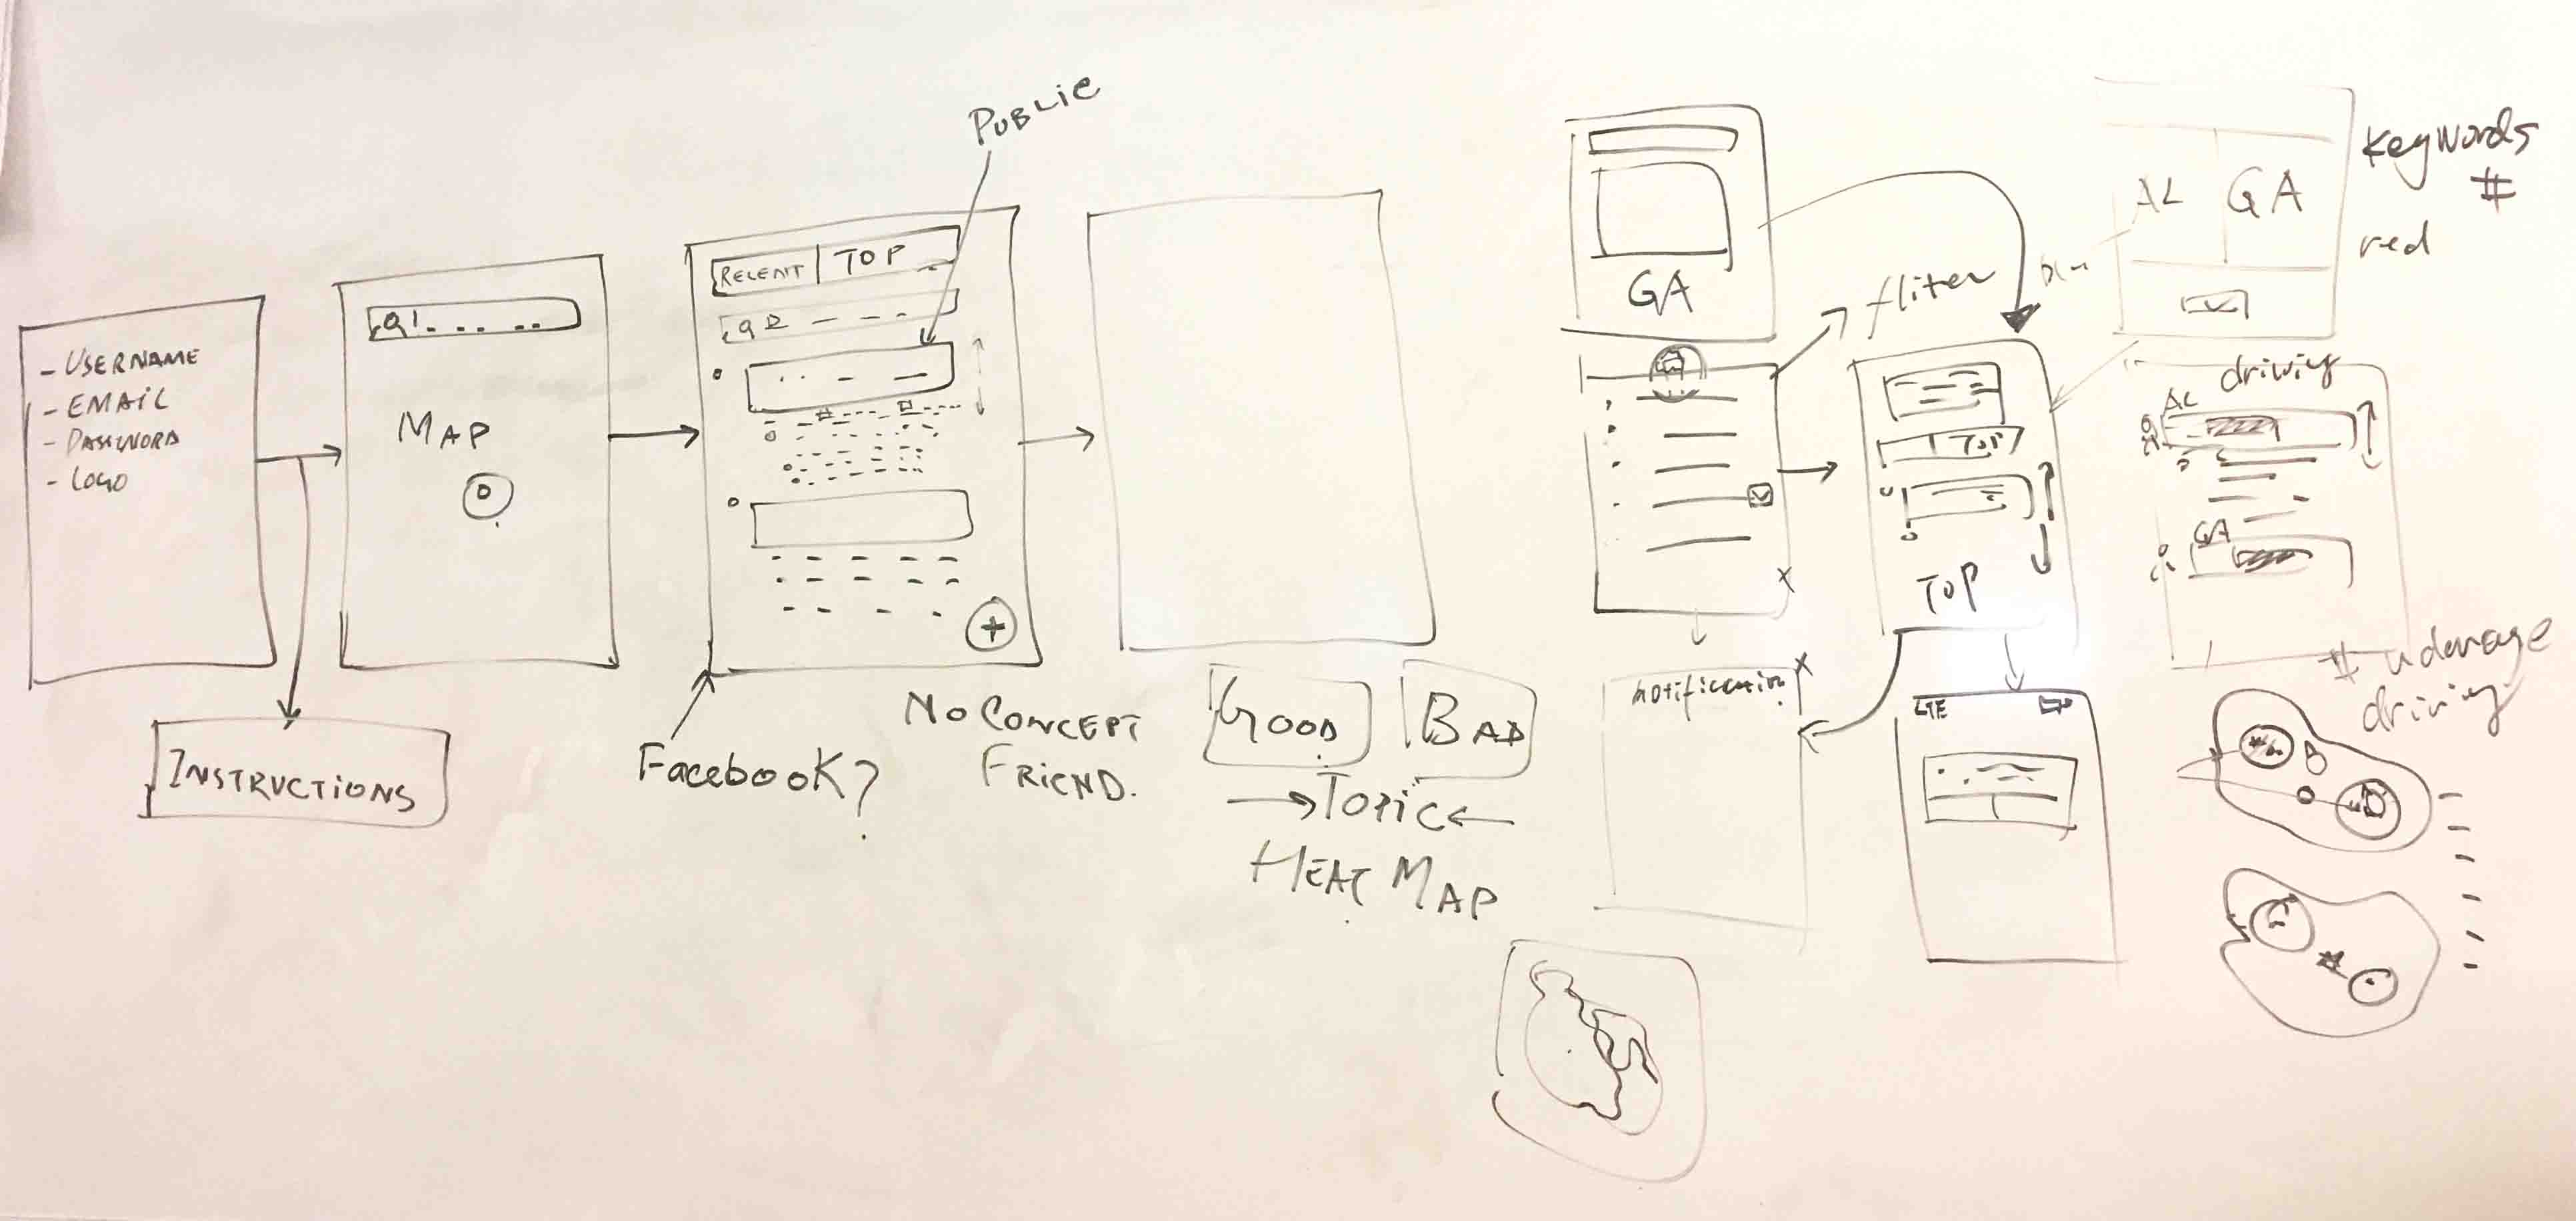 - USERNAME
- EMAIL
- PASSWORD
- LOGO
INSTRUCTIONS
Q1
MAP
PUBLIC
RECENT | TOP
Q2
+
FacebooK?
NO CONCEPT
FRIEND.
GOOD
BAD
→ TOPIC ←
HEAT MAP
GA
fliter
notification
TOP
TOP
LTE
AL GA
Keywords
#
red
driving
AL
GA
#
driving
B